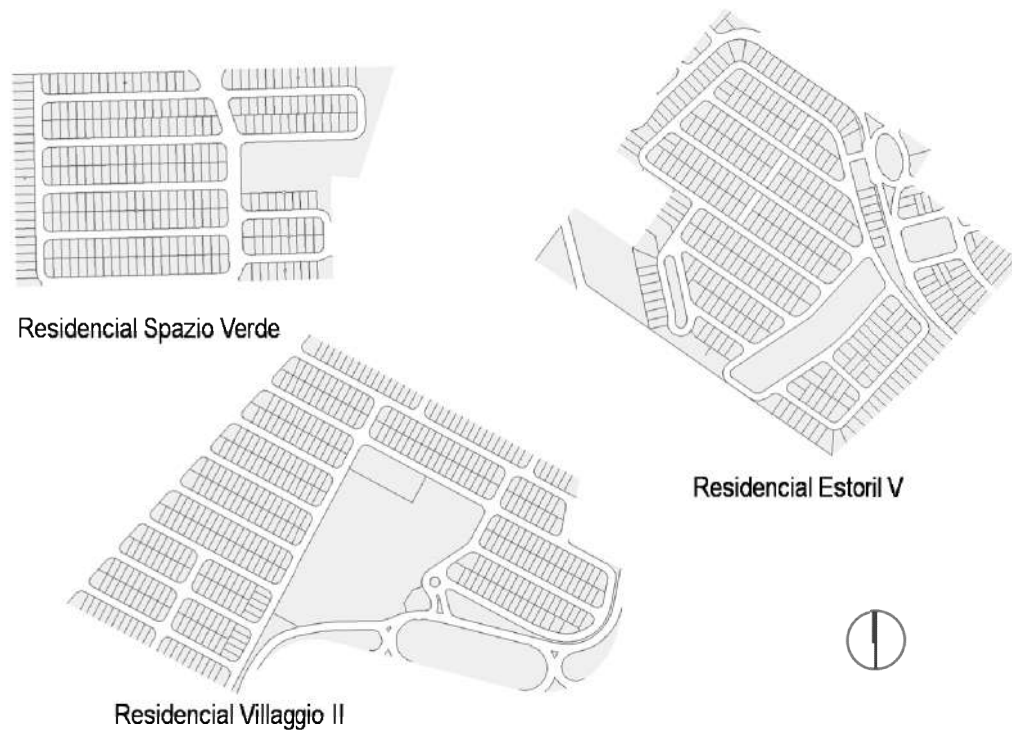 Residencial Spazio Verde
Residencial Estoril V
Residencial Villaggio II